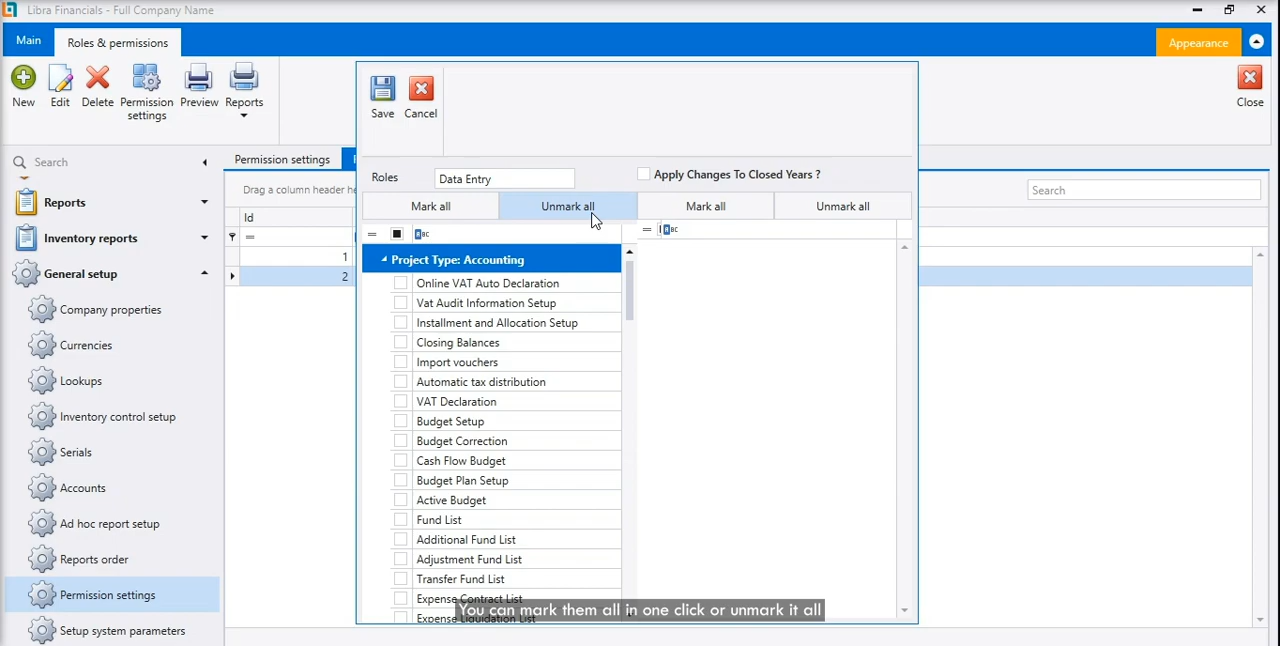 Libra Financials - Full Company Name
Main
Roles & permissions
Appearance
New
Edit
Delete
Permission settings
Preview
Reports
Close
Save
Cancel
Search
Permission settings
Roles
Data Entry
Apply Changes To Closed Years ?
Drag a column header he
Search
Mark all
Unmark all
Mark all
Unmark all
Id
1
2
Reports
Inventory reports
General setup
Company properties
Currencies
Lookups
Inventory control setup
Serials
Accounts
Ad hoc report setup
Reports order
Permission settings
Setup system parameters
Project Type: Accounting
Online VAT Auto Declaration
Vat Audit Information Setup
Installment and Allocation Setup
Closing Balances
Import vouchers
Automatic tax distribution
VAT Declaration
Budget Setup
Budget Correction
Cash Flow Budget
Budget Plan Setup
Active Budget
Fund List
Additional Fund List
Adjustment Fund List
Transfer Fund List
Expense Contract List
Expense Liquidation List
You can mark them all in one click or unmark it all